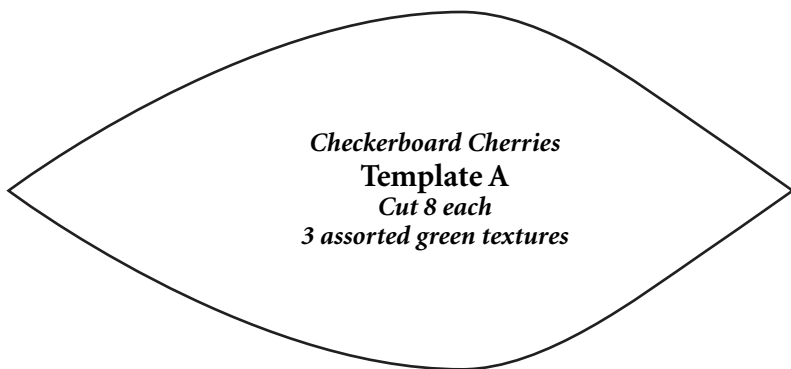 Checkerboard Cherries
Template A
Cut 8 each
3 assorted green textures